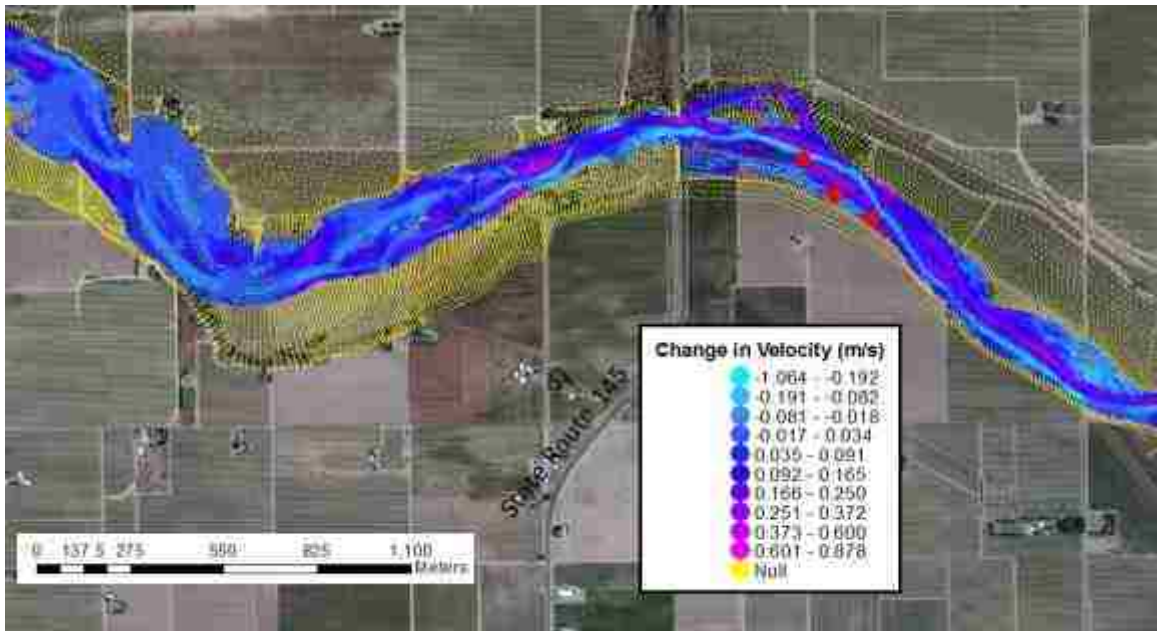 Change in Velocity (m/s)
-1.064 - -0.192
-0.191 - -0.082
-0.081 - -0.018
-0.017 - 0.034
0.035 - 0.091
0.092 - 0.165
0.166 - 0.250
0.251 - 0.372
0.373 - 0.600
0.601 - 0.878
Null
State Route 145
0 137.5 275 550 825 1,100
Meters